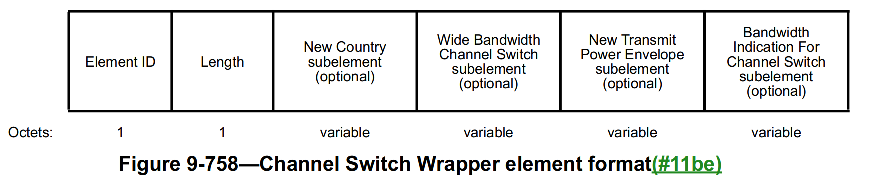 Element ID
Length
New Country
subelement
(optional)
Wide Bandwidth
Channel Switch
subelement
(optional)
New Transmit
Power Envelope
subelement
(optional)
Bandwidth
Indication For
Channel Switch
subelement
(optional)
Octets: 1 1 variable variable variable variable
Figure 9-758—Channel Switch Wrapper element format(#11be)